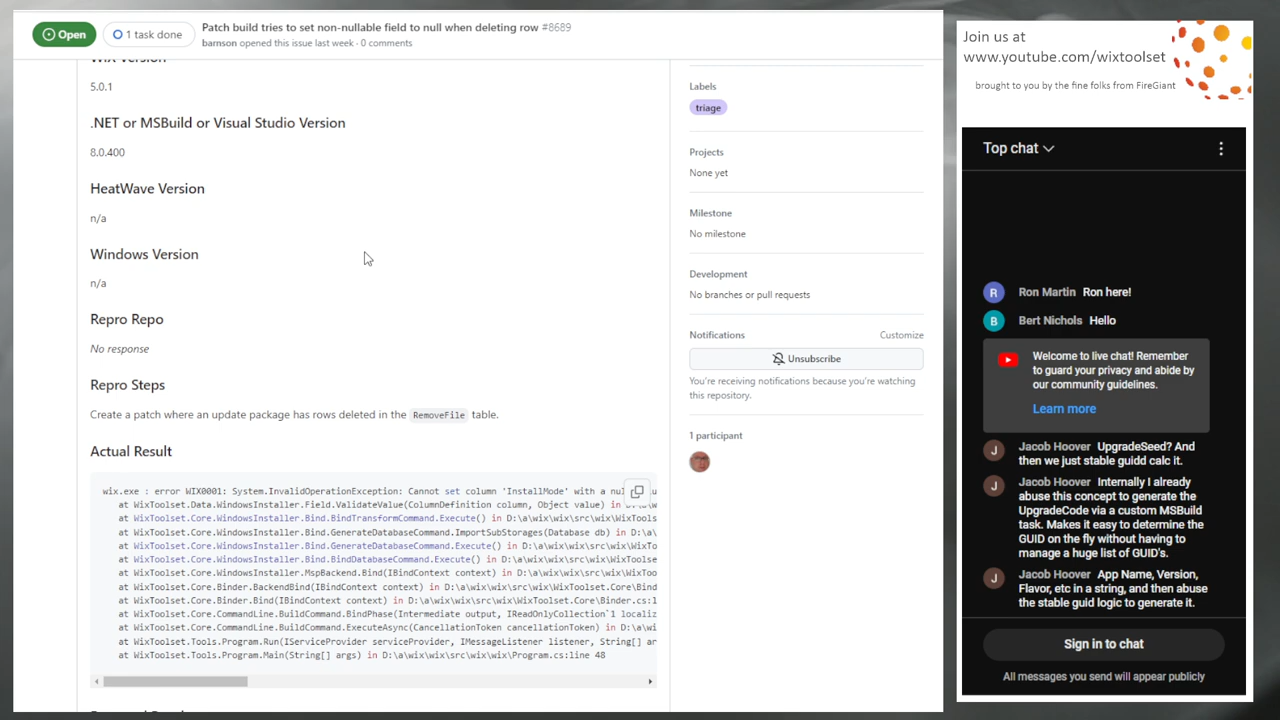 Open
1 task done
Patch build tries to set non-nullable field to null when deleting row #8689
barnson opened this issue last week · 0 comments
WiX Version
5.0.1
.NET or MSBuild or Visual Studio Version
8.0.400
HeatWave Version
n/a
Windows Version
n/a
Repro Repo
No response
Repro Steps
Create a patch where an update package has rows deleted in the RemoveFile table.
Actual Result
wix.exe : error WIX0001: System.InvalidOperationException: Cannot set column 'InstallMode' with a
at WixToolset.Data.WindowsInstaller.Field.ValidateValue(ColumnDefinition column, Object value) in
at WixToolset.Core.WindowsInstaller.Bind.BindTransformCommand.Execute() in D:\a\wix\wix\src\wix\WixTools
at WixToolset.Core.WindowsInstaller.Bind.GenerateDatabaseCommand.ImportSubStorages(Database db) in D:\a
at WixToolset.Core.WindowsInstaller.Bind.GenerateDatabaseCommand.Execute() in D:\a\wix\wix\src\wix\WixTo
at WixToolset.Core.WindowsInstaller.Bind.BindDatabaseCommand.Execute() in D:\a\wix\wix\src\wix\WixToolse
at WixToolset.Core.WindowsInstaller.MspBackend.Bind(IBindContext context) in D:\a\wix\wix\src\wix\WixToo
at WixToolset.Core.Binder.BackendBind(IBindContext context) in D:\a\wix\wix\src\wix\WixToolset.Core\Bind
at WixToolset.Core.Binder.Bind(IBindContext context) in D:\a\wix\wix\src\wix\WixToolset.Core\Binder.cs:l
at WixToolset.Core.CommandLine.BuildCommand.BindPhase(Intermediate output, IReadOnlyCollection`1 localiz
at WixToolset.Core.CommandLine.BuildCommand.ExecuteAsync(CancellationToken cancellationToken) in D:\a\wi
at WixToolset.Tools.Program.Run(IServiceProvider serviceProvider, IMessageListener listener, String[] ar
at WixToolset.Tools.Program.Main(String[] args) in D:\a\wix\wix\src\wix\wix\Program.cs:line 48
Labels
triage
Projects
None yet
Milestone
No milestone
Development
No branches or pull requests
Notifications
Customize
Unsubscribe
You're receiving notifications because you're watching
this repository.
1 participant
Join us at
www.youtube.com/wixtoolset
brought to you by the fine folks from FireGiant
Top chat
R
Ron Martin Ron here!
B
Bert Nichols Hello
Welcome to live chat! Remember
to guard your privacy and abide by
our community guidelines.
Learn more
J
Jacob Hoover UpgradeSeed? And
then we just stable guidd calc it.
J
Jacob Hoover Internally I already
abuse this concept to generate the
UpgradeCode via a custom MSBuild
task. Makes it easy to determine the
GUID on the fly without having to
manage a huge list of GUID's.
J
Jacob Hoover App Name, Version,
Flavor, etc in a string, and then abuse
the stable guid logic to generate it.
Sign in to chat
All messages you send will appear publicly